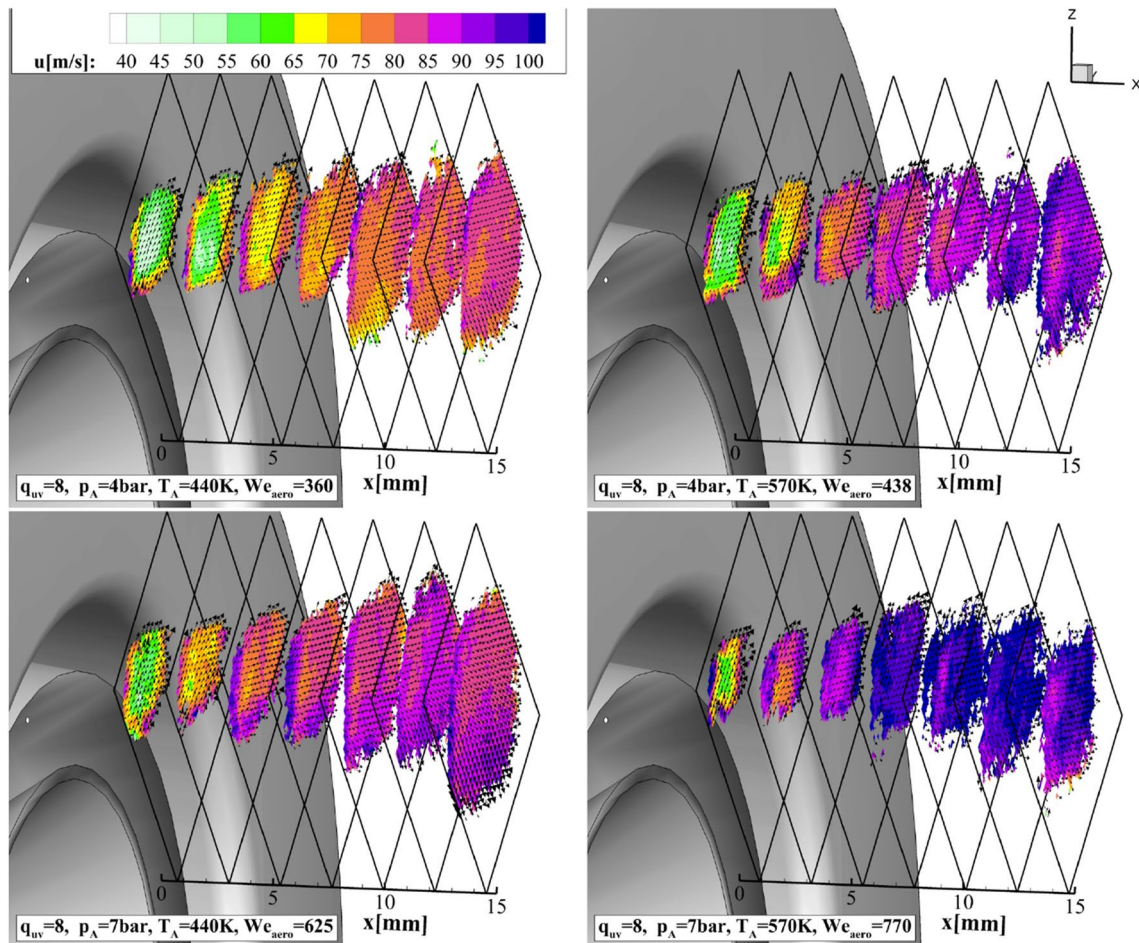 u[m/s]: 40 45 50 55 60 65 70 75 80 85 90 95 100
Z
X
0 5 10 15
x[mm]
q_uv=8, p_A=4bar, T_A=440K, We_aero=360
0 5 10 15
x[mm]
q_uv=8, p_A=4bar, T_A=570K, We_aero=438
0 5 10 15
x[mm]
q_uv=8, p_A=7bar, T_A=440K, We_aero=625
0 5 10 15
x[mm]
q_uv=8, p_A=7bar, T_A=570K, We_aero=770